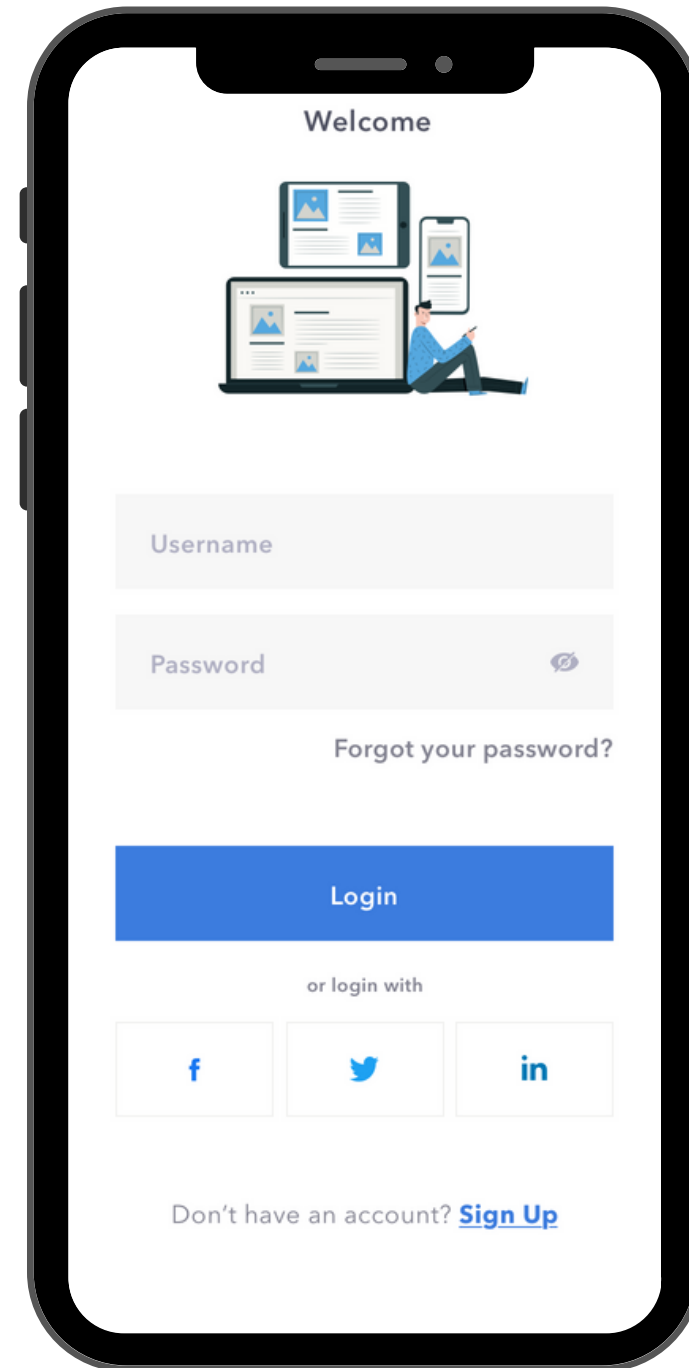 Welcome
Username
Password
Forgot your password?
Login
or login with
f
in
Don't have an account? Sign Up